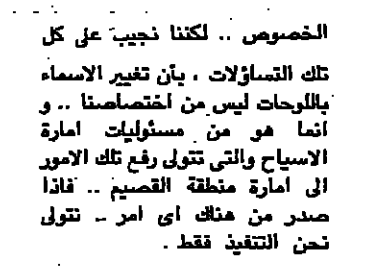 الخصوص .. لكننا نجيب على كل
تلك التساؤلات ، بأن تغيير الاسماء
باللوحات ليس من اختصاصنا .. و
انما هو من مسئوليات امارة
الاسياح والتى تتولى رفع تلك الامور
الى امارة منطقة القصيم .. فاذا
صدر من هناك اى امر .. نتولى
نحن التنفيذ فقط .